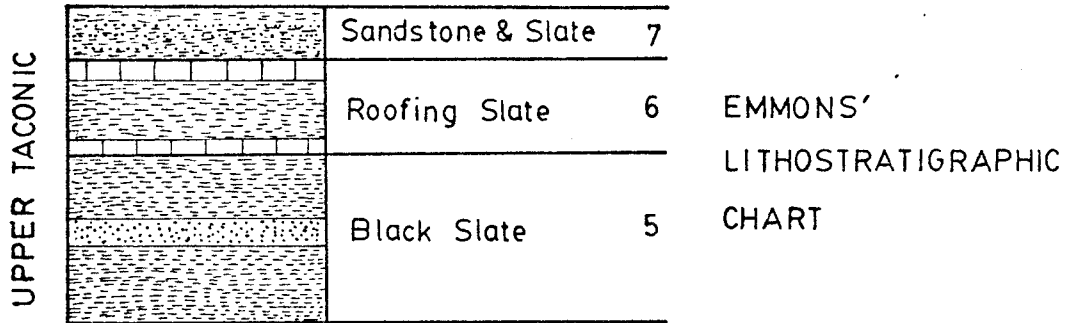 UPPER TACONIC
Sandstone & Slate 7
Roofing Slate 6
Black Slate 5
EMMONS'
LITHOSTRATIGRAPHIC
CHART